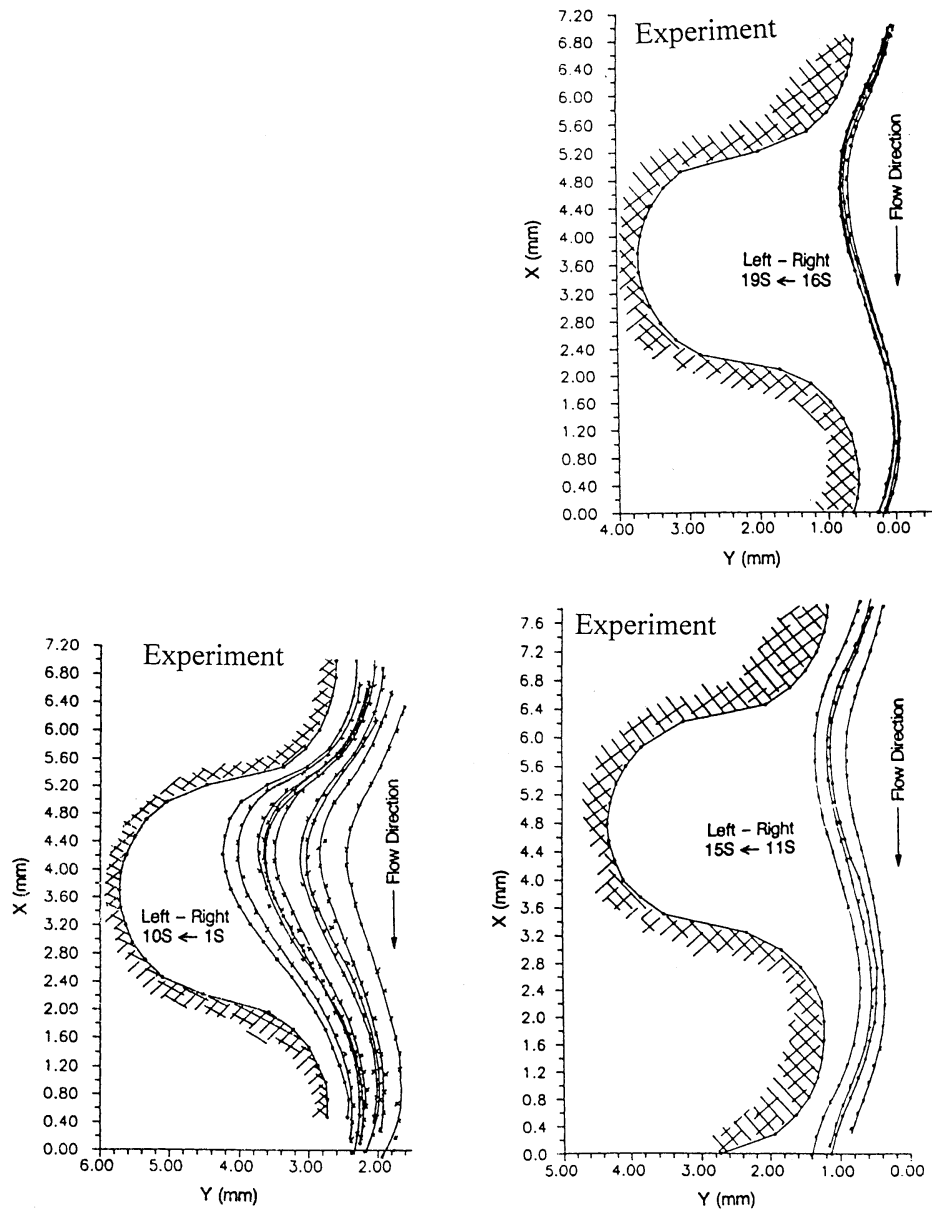 Experiment
7.20
6.80
6.40
6.00
5.60
5.20
4.80
4.40
4.00
3.60
3.20
2.80
2.40
2.00
1.60
1.20
0.80
0.40
0.00
X (mm)
Left – Right
19S ← 16S
Flow Direction
4.00 3.00 2.00 1.00 0.00
Y (mm)
Experiment
7.20
6.80
6.40
6.00
5.60
5.20
4.80
4.40
4.00
3.60
3.20
2.80
2.40
2.00
1.60
1.20
0.80
0.40
0.00
X (mm)
Left – Right
10S ← 1S
Flow Direction
6.00 5.00 4.00 3.00 2.00
Y (mm)
Experiment
7.6
7.2
6.8
6.4
6.0
5.6
5.2
4.8
4.4
4.0
3.6
3.2
2.8
2.4
2.0
1.6
1.2
0.8
0.4
0.0
X (mm)
Left – Right
15S ← 11S
Flow Direction
5.00 4.00 3.00 2.00 1.00 0.00
Y (mm)